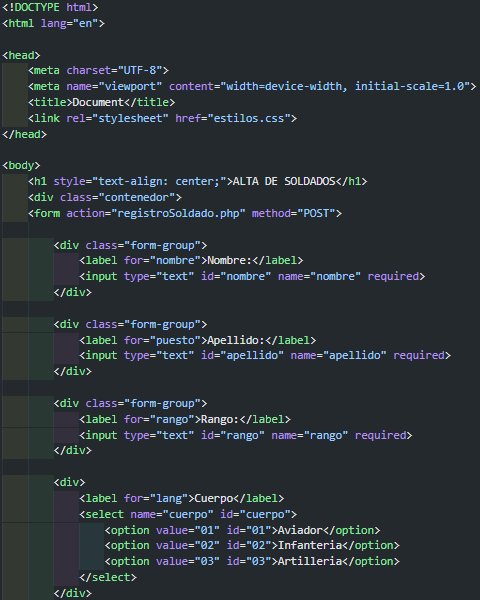 <!DOCTYPE html>
<html lang="en">
<head>
<meta charset="UTF-8">
<meta name="viewport" content="width=device-width, initial-scale=1.0">
<title>Document</title>
<link rel="stylesheet" href="estilos.css">
</head>
<body>
<h1 style="text-align: center;">ALTA DE SOLDADOS</h1>
<div class="contenedor">
<form action="registroSoldado.php" method="POST">
<div class="form-group">
<label for="nombre">Nombre:</label>
<input type="text" id="nombre" name="nombre" required>
</div>
<div class="form-group">
<label for="puesto">Apellido:</label>
<input type="text" id="apellido" name="apellido" required>
</div>
<div class="form-group">
<label for="rango">Rango:</label>
<input type="text" id="rango" name="rango" required>
</div>
<div>
<label for="lang">Cuerpo</label>
<select name="cuerpo" id="cuerpo">
<option value="01" id="01">Aviador</option>
<option value="02" id="02">Infanteria</option>
<option value="03" id="03">Artilleria</option>
</select>
</div>